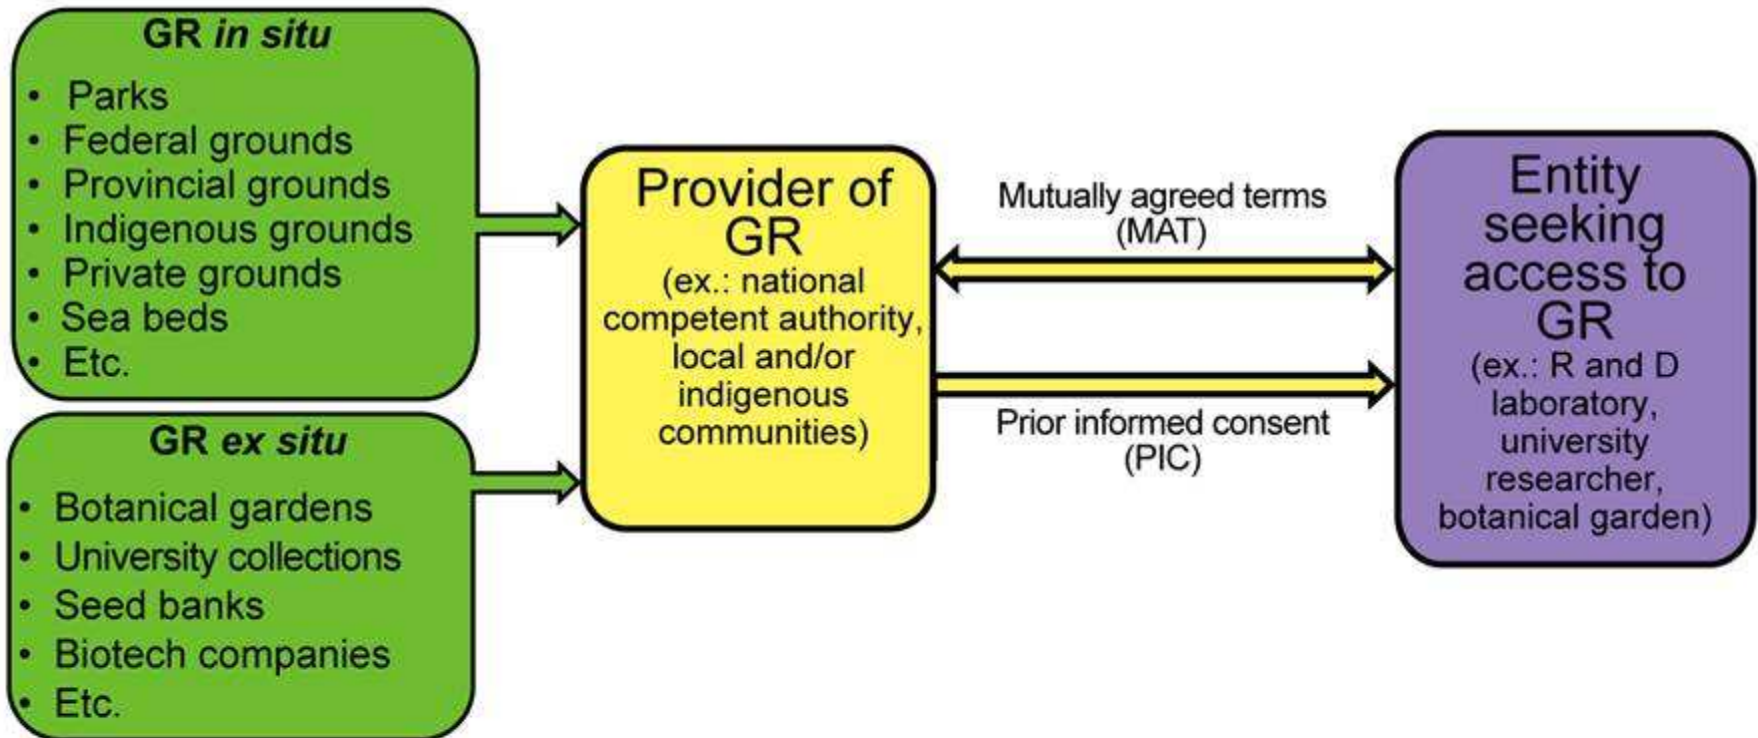 GR in situ
• Parks
• Federal grounds
• Provincial grounds
• Indigenous grounds
• Private grounds
• Sea beds
• Etc.
GR ex situ
• Botanical gardens
• University collections
• Seed banks
• Biotech companies
• Etc.
Provider of
GR
(ex.: national
competent authority,
local and/or
indigenous
communities)
Mutually agreed terms
(MAT)
Prior informed consent
(PIC)
Entity
seeking
access to
GR
(ex.: R and D
laboratory,
university
researcher,
botanical garden)